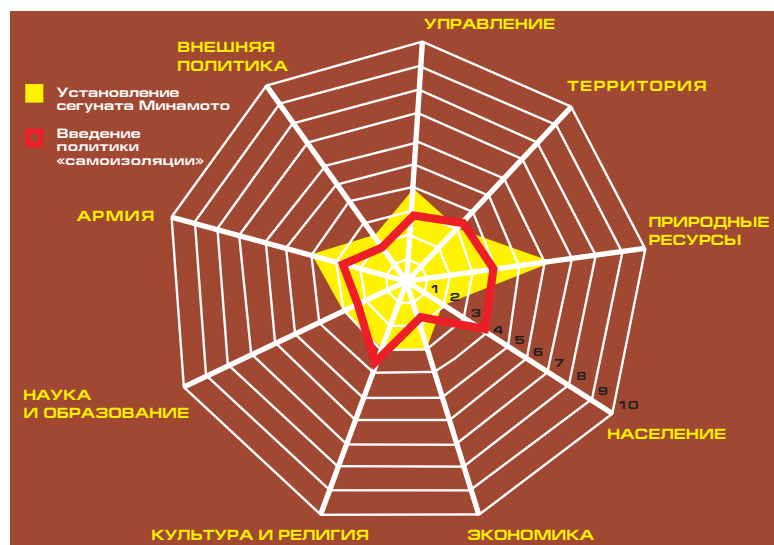 УПРАВЛЕНИЕ
ВНЕШНЯЯ
ПОЛИТИКА
ТЕРРИТОРИЯ
Установление
сегуната Минамото
Введение
политики
«самоизоляции»
АРМИЯ
ПРИРОДНЫЕ
РЕСУРСЫ
1
2
3
4
5
6
7
8
9
10
НАУКА
И ОБРАЗОВАНИЕ
НАСЕЛЕНИЕ
КУЛЬТУРА И РЕЛИГИЯ
ЭКОНОМИКА